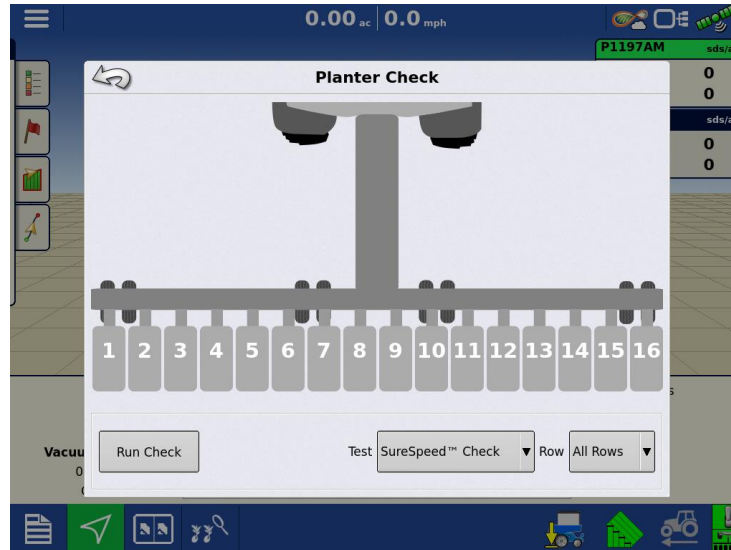 0.00 ac 0.0 mph
P1197AM sds/a
0
0
sds/a
0
0
Planter Check
1 2 3 4 5 6 7 8 9 10 11 12 13 14 15 16
s
Vacuu
0
Run Check Test SureSpeed™ Check Row All Rows